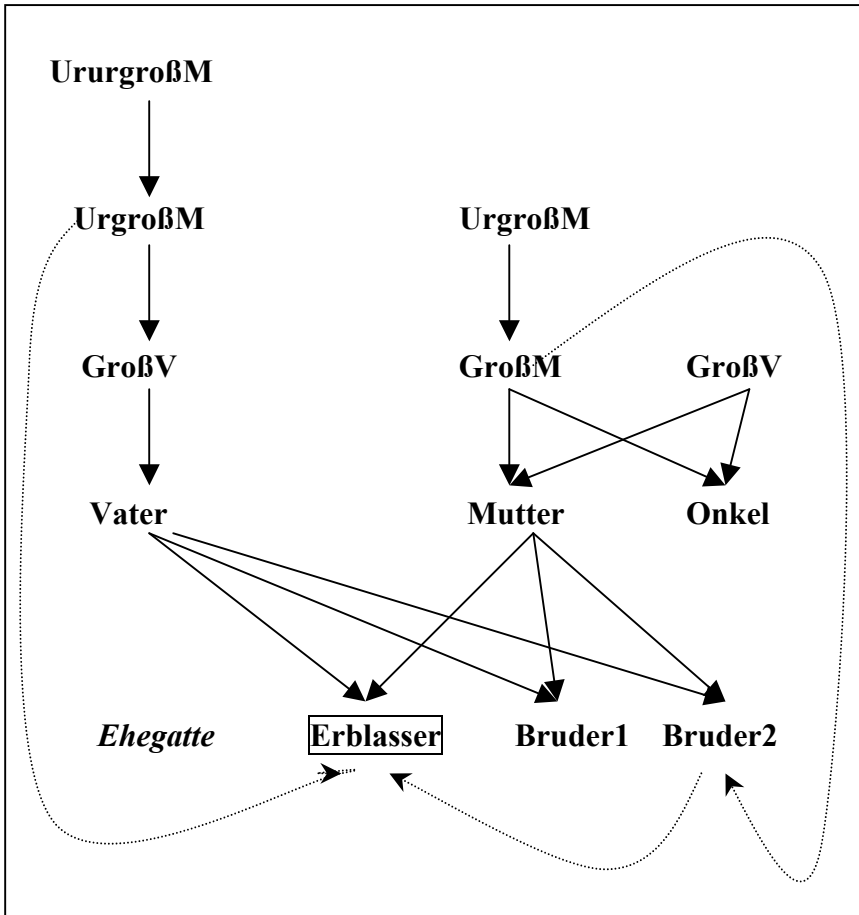 UrurgroßM
UrgroßM UrgroßM
GroßV GroßM GroßV
Vater Mutter Onkel
Ehegatte Erblasser Bruder1 Bruder2